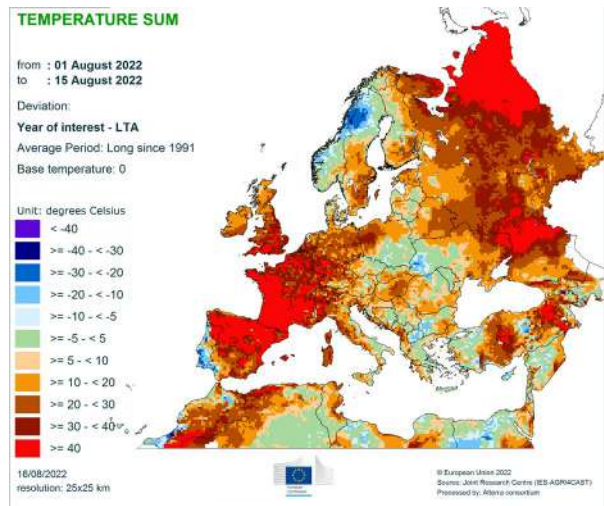 TEMPERATURE SUM
from : 01 August 2022
to : 15 August 2022
Deviation:
Year of interest - LTA
Average Period: Long since 1991
Base temperature: 0
Unit: degrees Celsius
< -40
>= -40 - < -30
>= -30 - < -20
>= -20 - < -10
>= -10 - < -5
>= -5 - < 5
>= 5 - < 10
>= 10 - < 20
>= 20 - < 30
>= 30 - < 40
>= 40
16/08/2022
resolution: 25x25 km
European
Commission
© European Union 2022
Source: Joint Research Centre (IES-AGRI4CAST)
Processed by: Alterra consortium